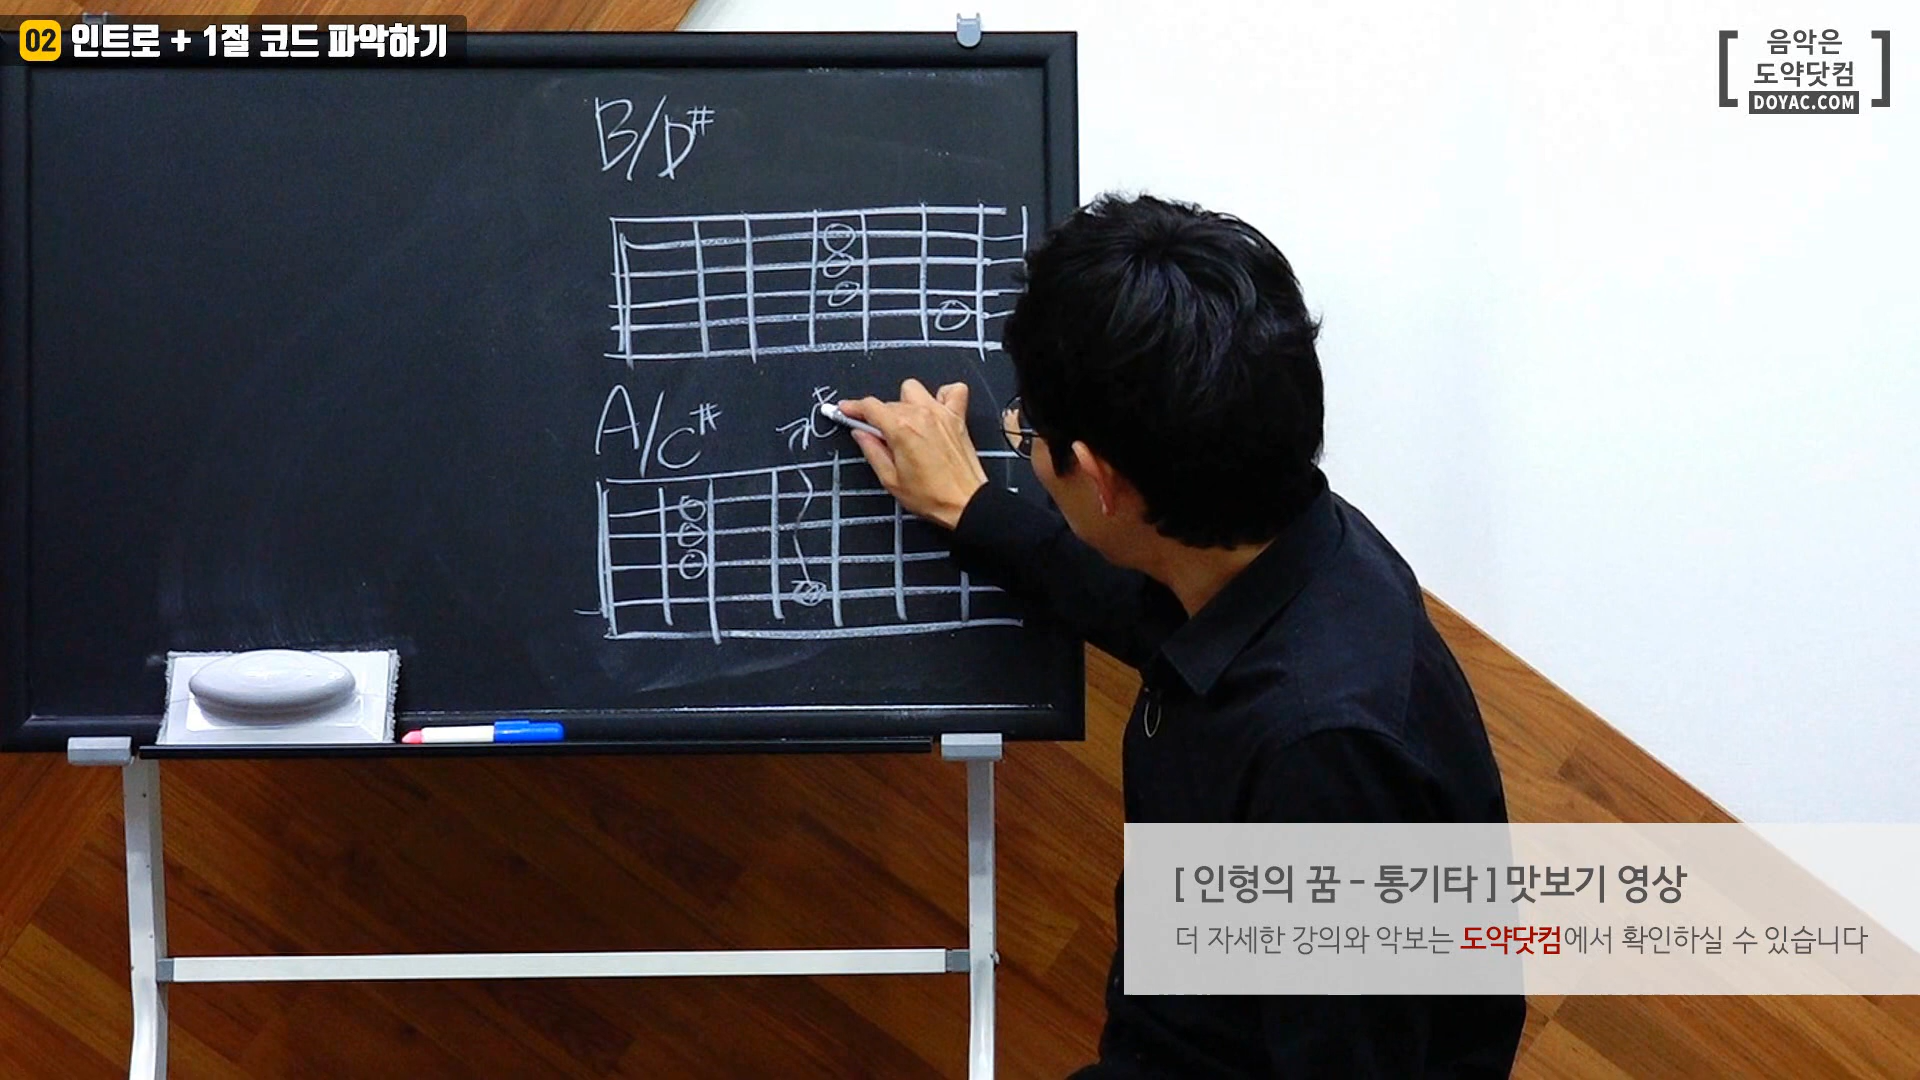 02 인트로 + 1절 코드 파악하기
음악은
도약닷컴
DOYAC.COM
B/D#
A/C#
C#
[ 인형의 꿈 - 통기타 ] 맛보기 영상
더 자세한 강의와 악보는 도약닷컴에서 확인하실 수 있습니다